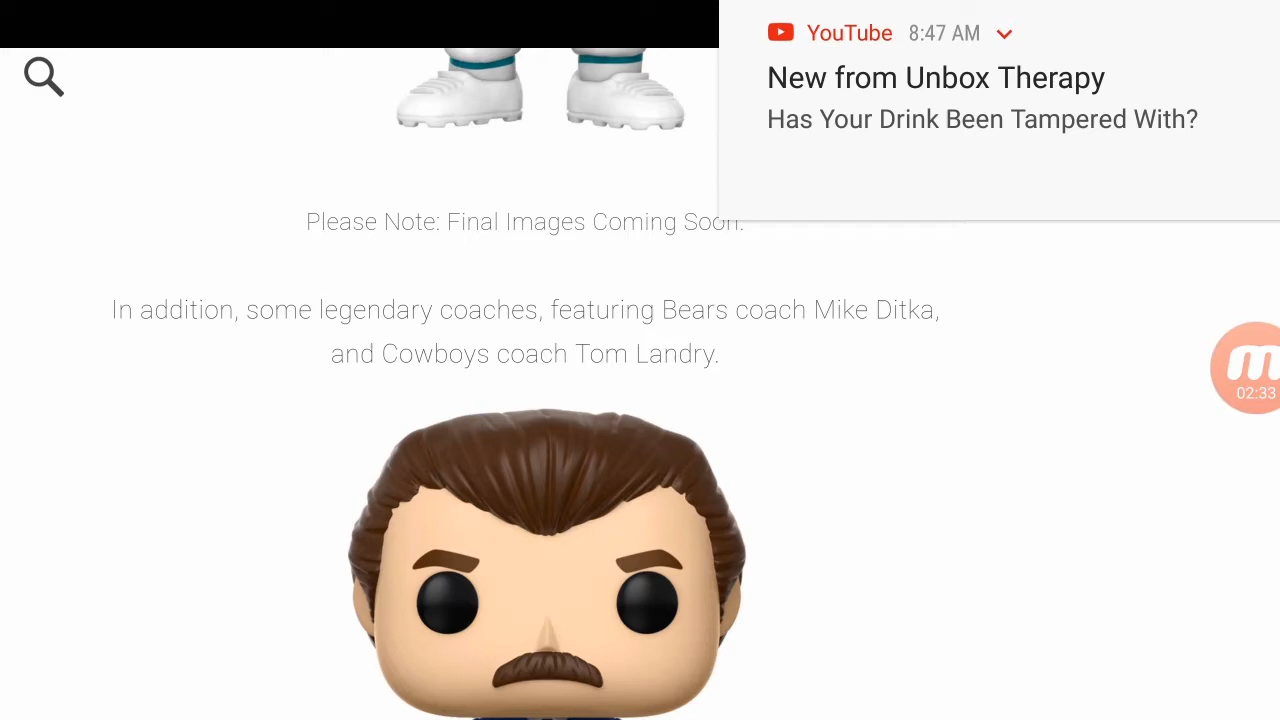 YouTube 8:47 AM
New from Unbox Therapy
Has Your Drink Been Tampered With?
Please Note: Final Images Coming Soon.
In addition, some legendary coaches, featuring Bears coach Mike Ditka,
and Cowboys coach Tom Landry.
m
02:33